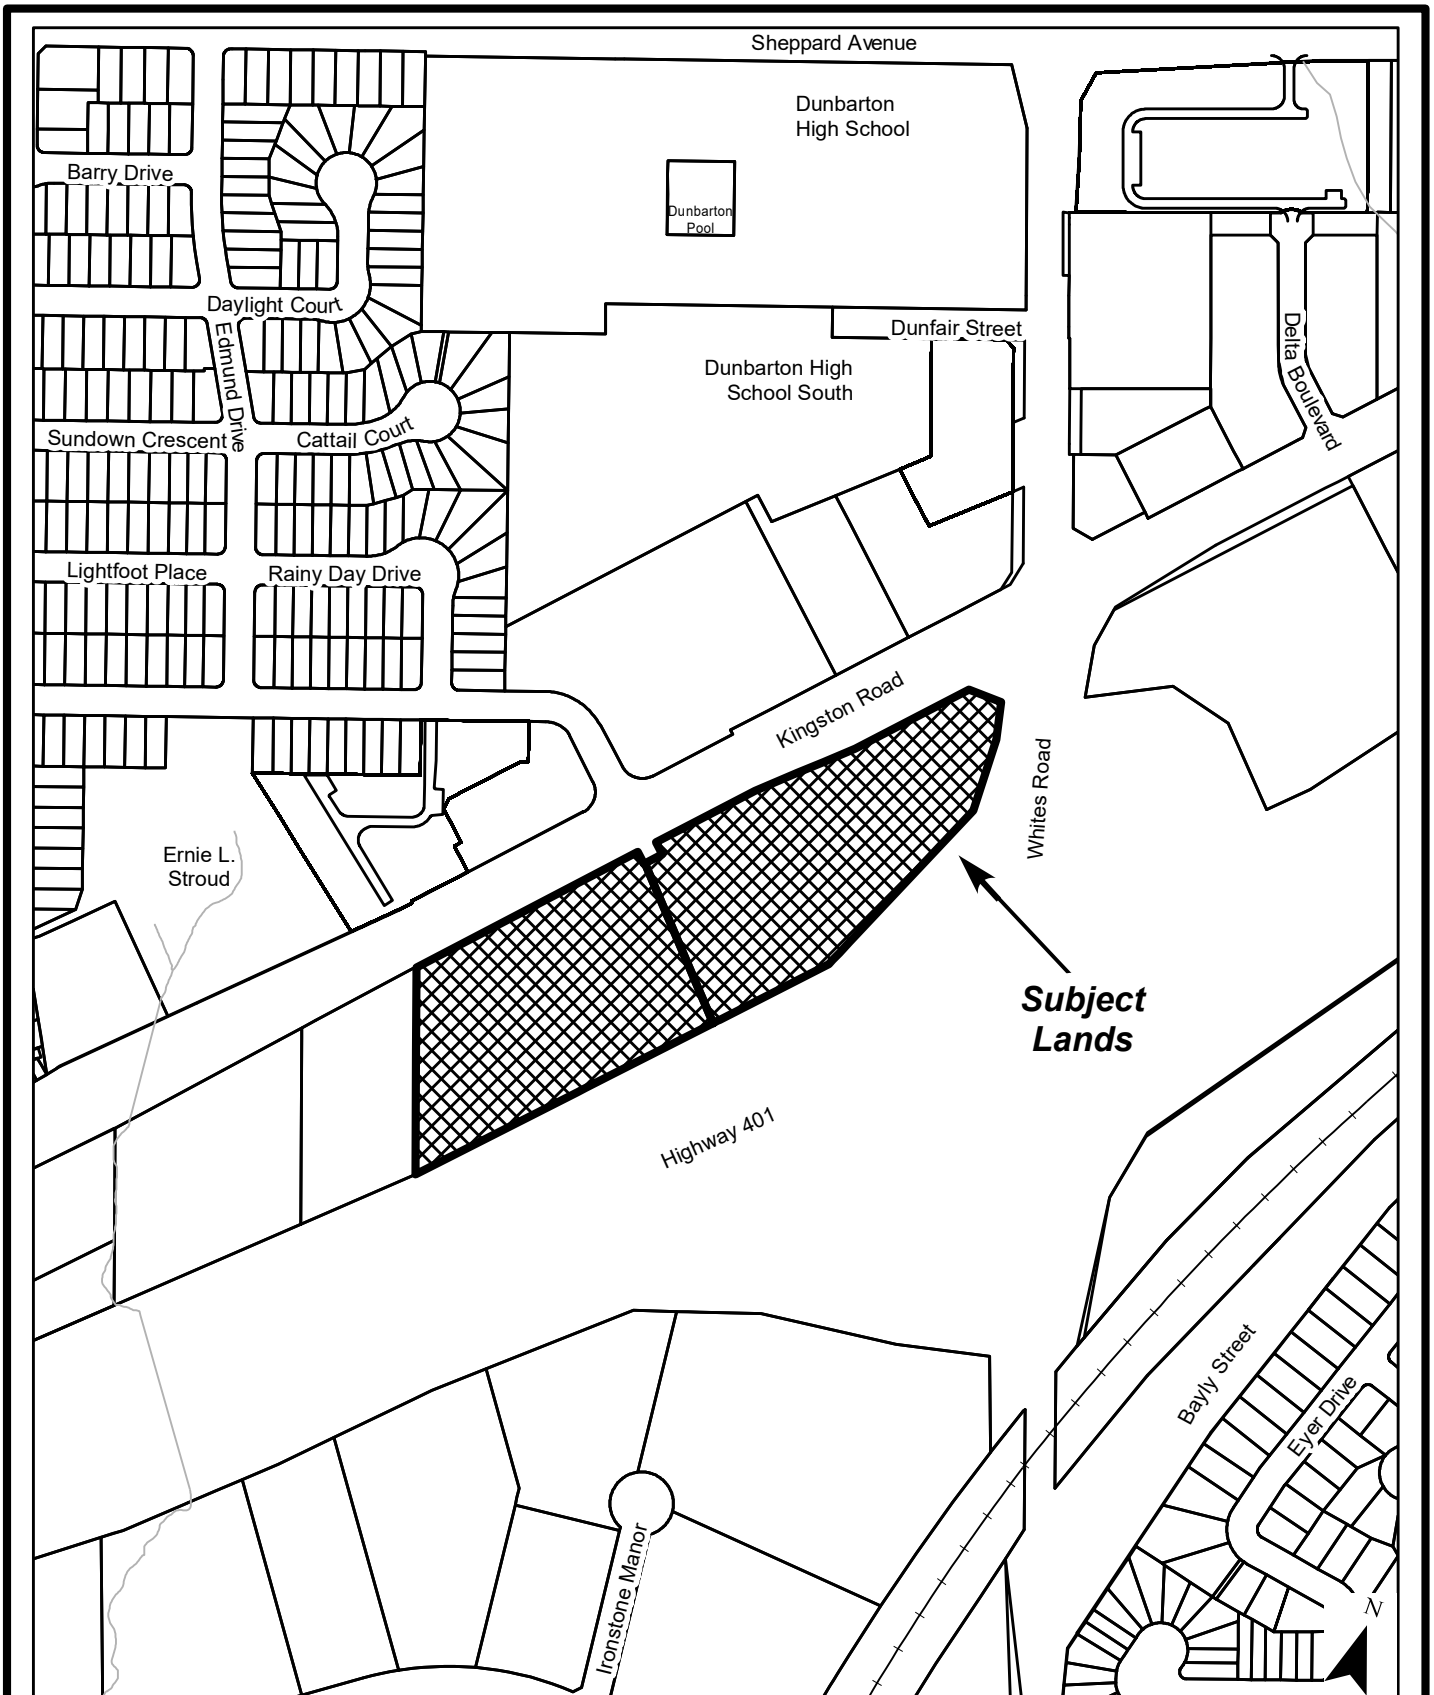 Sheppard Avenue
Dunbarton
High School
Barry Drive
Dunbarton
Pool
Daylight Court
Edmund Drive
Dunfair Street
Delta Boulevard
Dunbarton High
School South
Sundown Crescent
Cattail Court
Lightfoot Place
Rainy Day Drive
Kingston Road
Whites Road
Ernie L.
Stroud
Subject
Lands
Highway 401
Bayly Street
Eyer Drive
Ironstone Manor
N